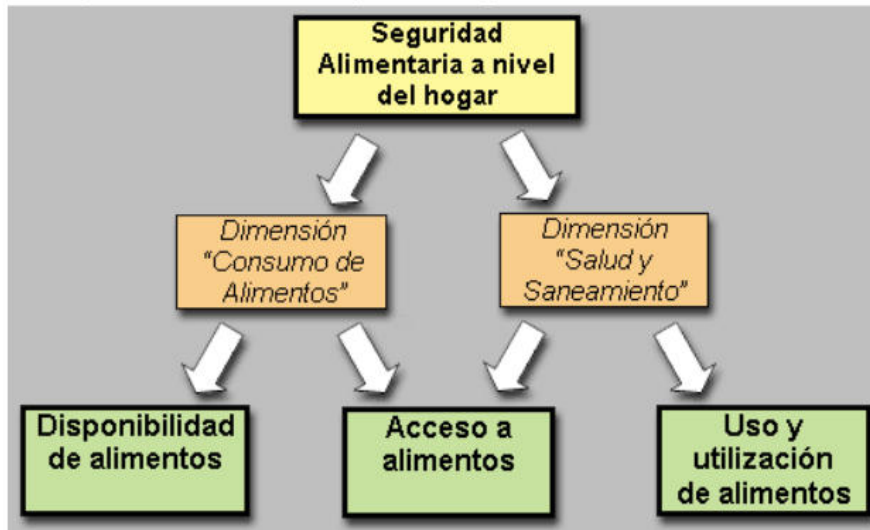 Seguridad
Alimentaria a nivel
del hogar
Dimensión
"Consumo de
Alimentos"
Dimensión
"Salud y
Saneamiento"
Disponibilidad
de alimentos
Acceso a
alimentos
Uso y
utilización
de alimentos